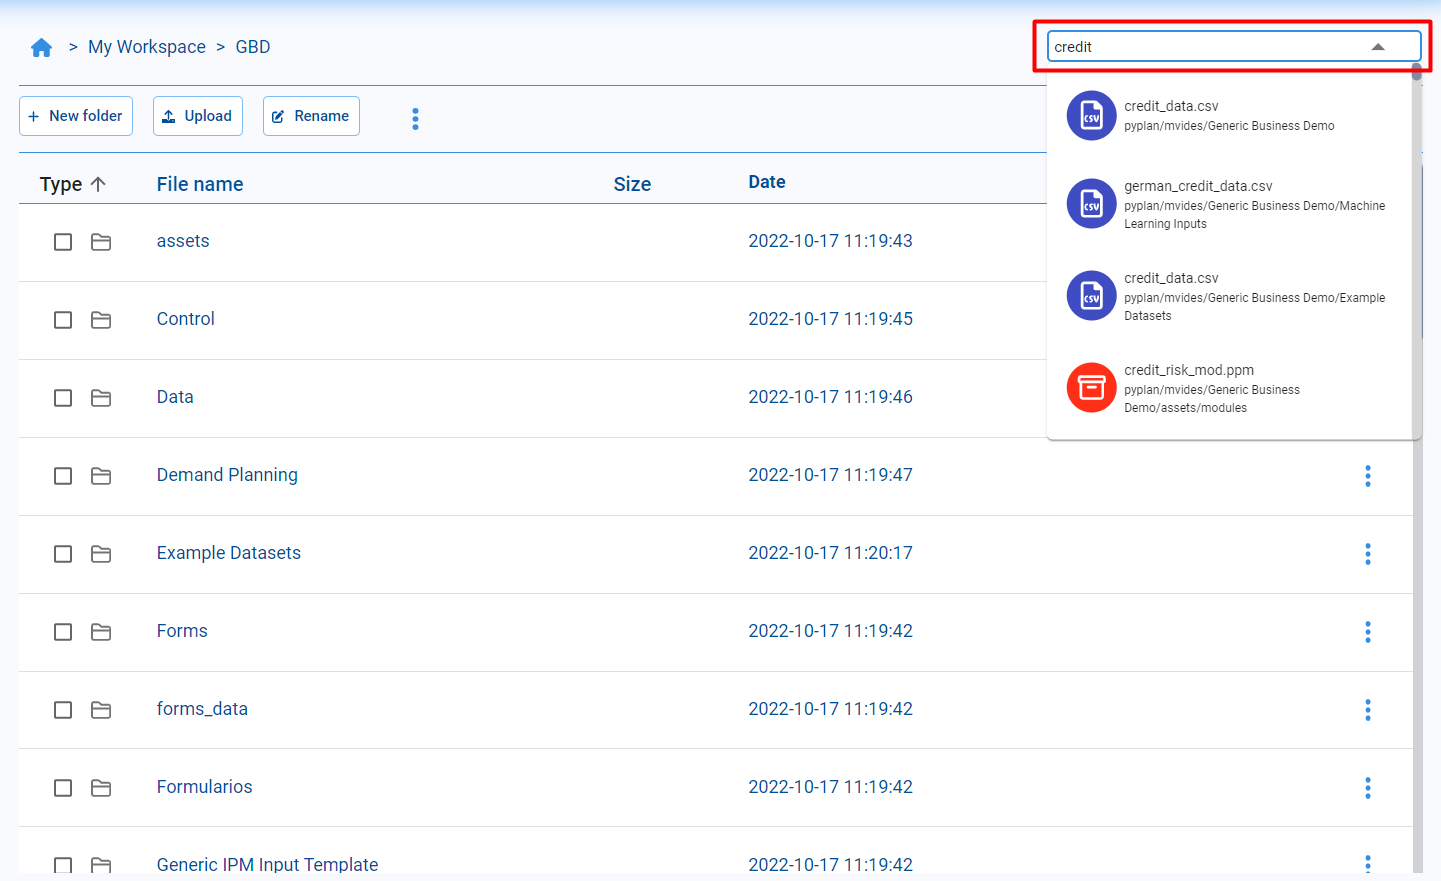 > My Workspace > GBD
credit
+ New folder
Upload
Rename
credit_data.csv
pyplan/mvides/Generic Business Demo
german_credit_data.csv
pyplan/mvides/Generic Business Demo/Machine
Learning Inputs
credit_data.csv
pyplan/mvides/Generic Business Demo/Example
Datasets
credit_risk_mod.ppm
pyplan/mvides/Generic Business
Demo/assets/modules
CSV
CSV
CSV
Type File name Size Date
assets 2022-10-17 11:19:43
Control 2022-10-17 11:19:45
Data 2022-10-17 11:19:46
Demand Planning 2022-10-17 11:19:47
Example Datasets 2022-10-17 11:20:17
Forms 2022-10-17 11:19:42
forms_data 2022-10-17 11:19:42
Formularios 2022-10-17 11:19:42
Generic IPM Input Template 2022-10-17 11:19:42